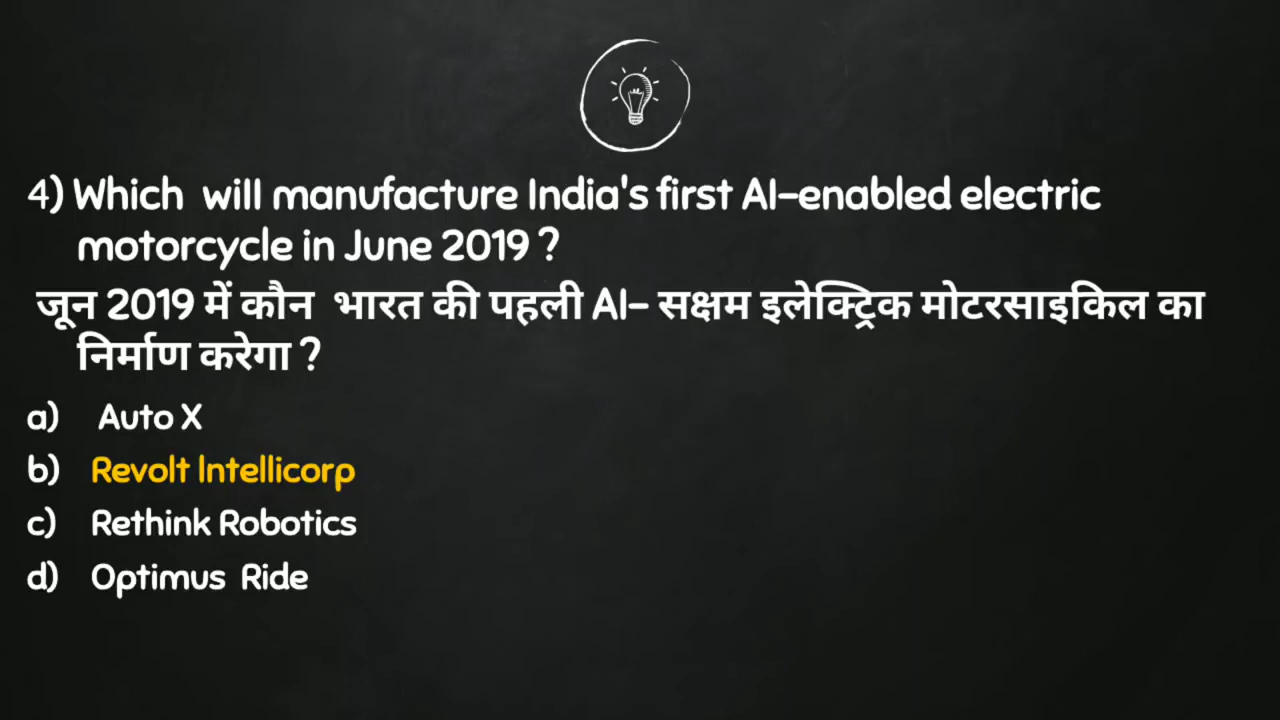 4) Which will manufacture India's first AI-enabled electric
motorcycle in June 2019 ?
जून 2019 में कौन भारत की पहली AI- सक्षम इलेक्ट्रिक मोटरसाइकिल का
निर्माण करेगा ?
a) Auto X
b) Revolt Intellicorp
c) Rethink Robotics
d) Optimus Ride